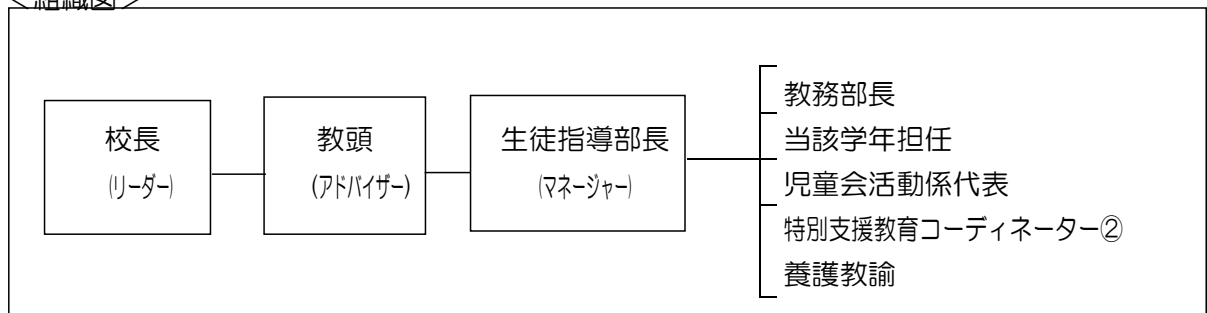 <組織図>
校長
(リーダー)
教頭
(アドバイザー)
生徒指導部長
(マネージャー)
教務部長
当該学年担任
児童会活動係代表
特別支援教育コーディネーター②
養護教諭